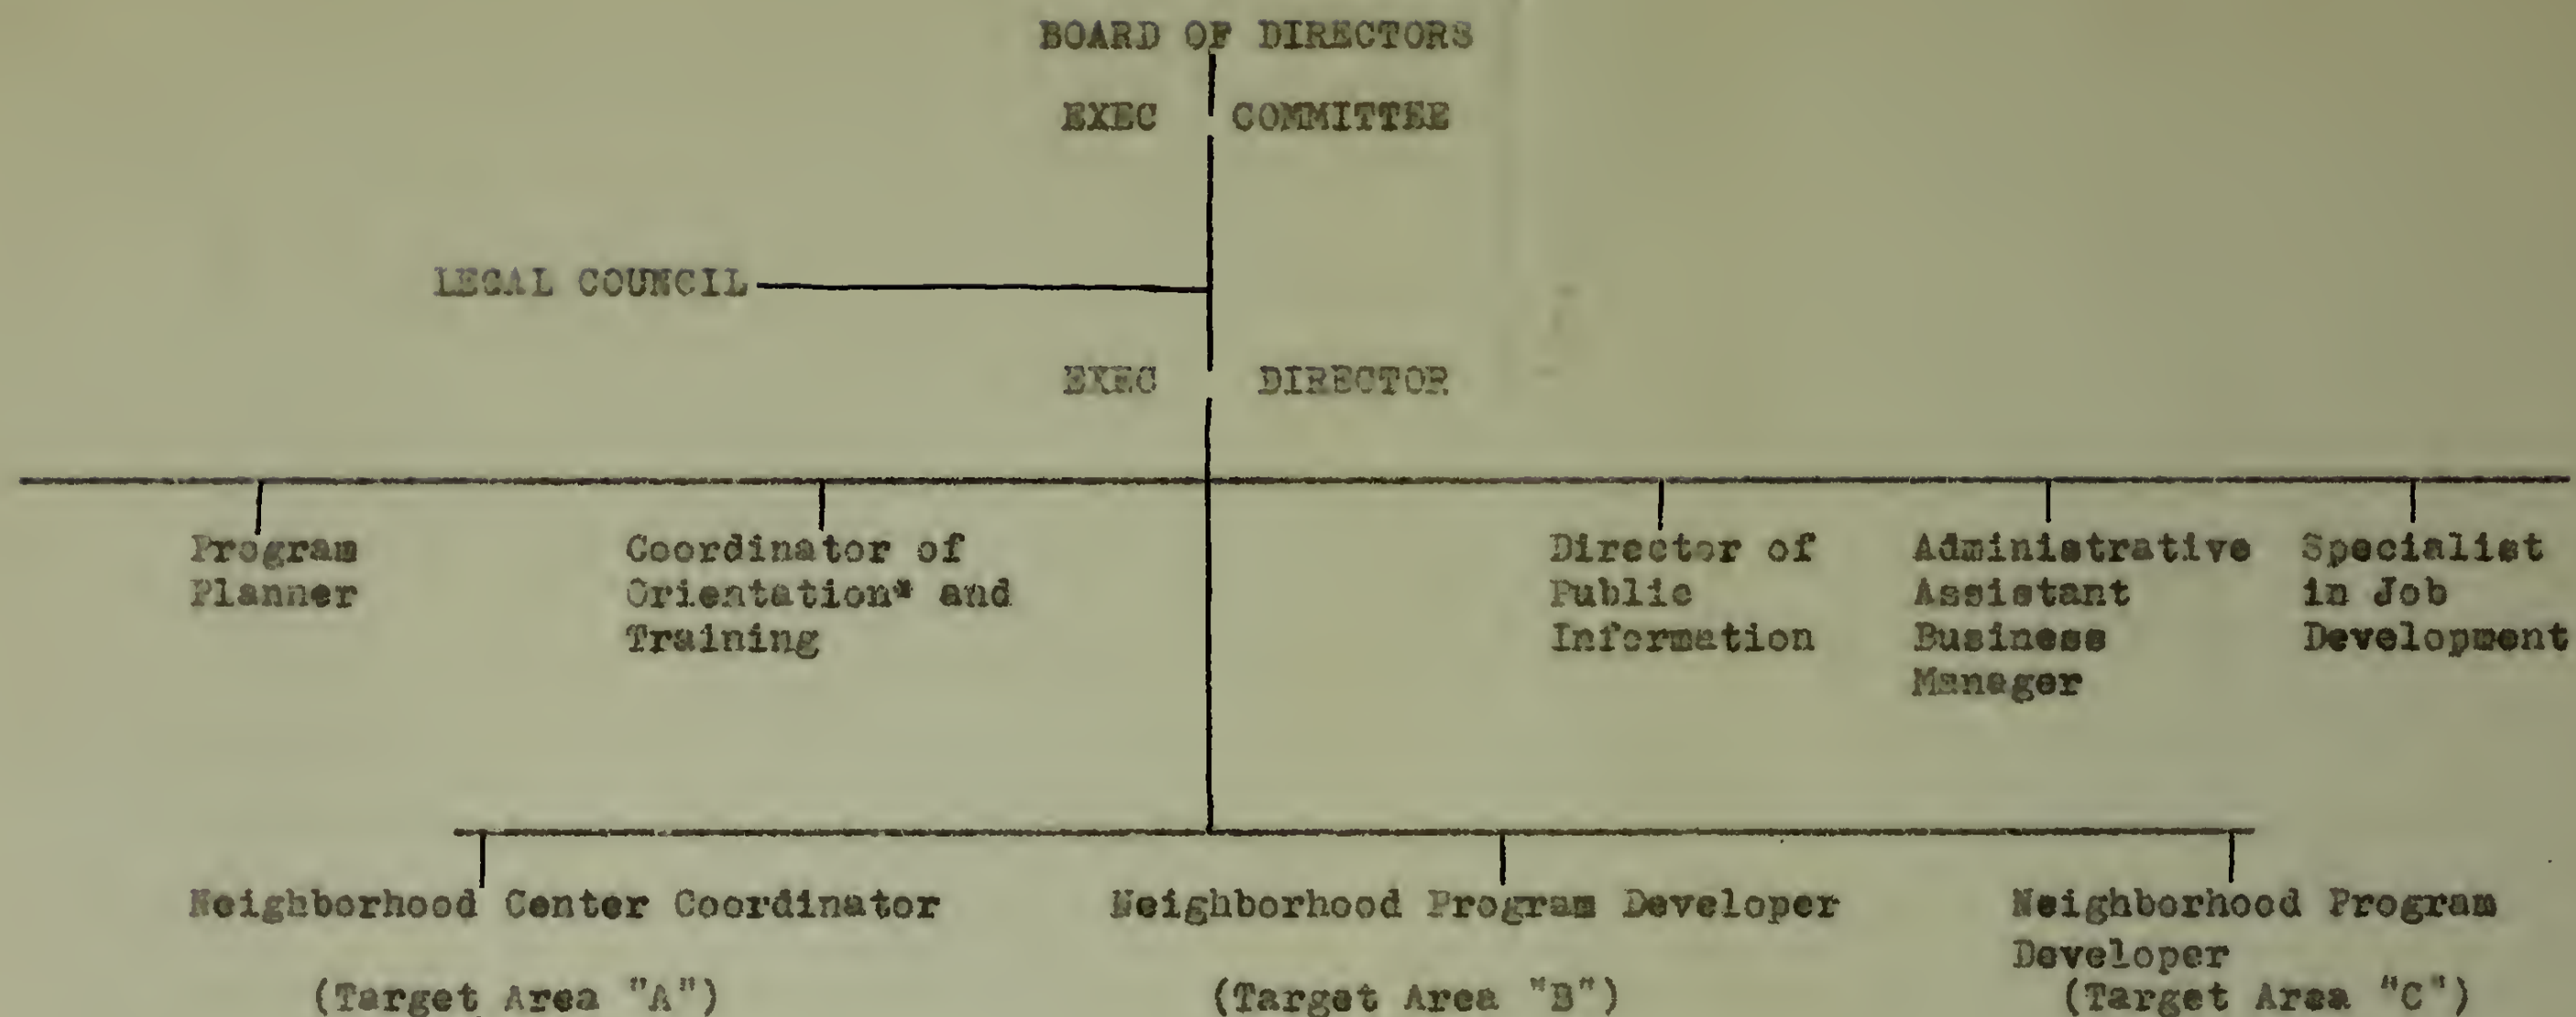 BOARD OF DIRECTORS
EXEC COMMITTEE
LEGAL COUNCIL
EXEC DIRECTOR
Program
Planner
Coordinator of
Orientation* and
Training
Director of
Public
Information
Administrative
Assistant
Business
Manager
Specialist
in Job
Development
Neighborhood Center Coordinator
(Target Area "A")
Neighborhood Program Developer
(Target Area "B")
Neighborhood Program
Developer
(Target Area "C")